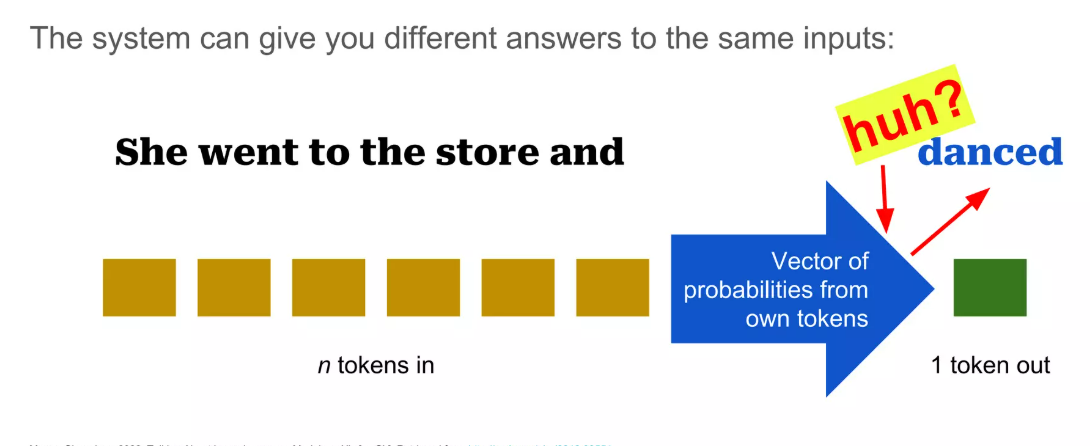 The system can give you different answers to the same inputs:
huh?
She went to the store and danced
Vector of
probabilities from
own tokens
n tokens in
1 token out